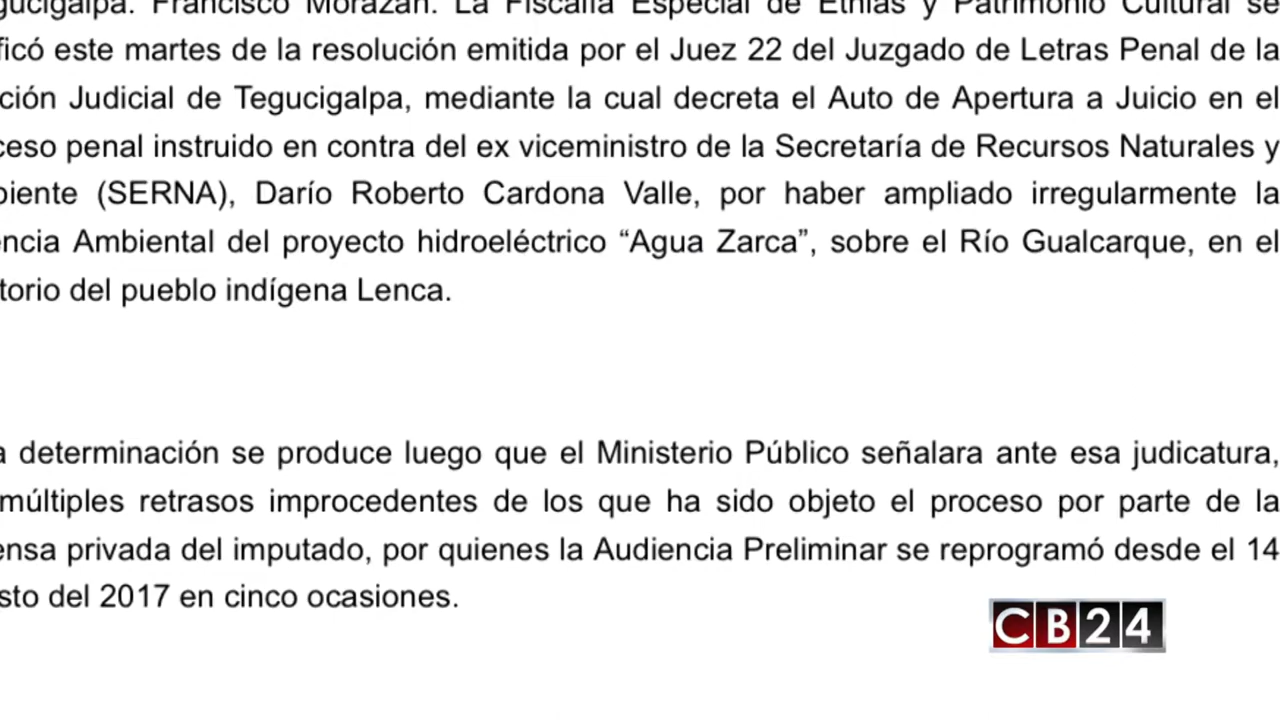 gucigalpa. Francisco Morazán. La Fiscalía Especial de Etnias y Patrimonio Cultural se
ficó este martes de la resolución emitida por el Juez 22 del Juzgado de Letras Penal de la
ción Judicial de Tegucigalpa, mediante la cual decreta el Auto de Apertura a Juicio en el
ceso penal instruido en contra del ex viceministro de la Secretaría de Recursos Naturales y
biente (SERNA), Darío Roberto Cardona Valle, por haber ampliado irregularmente la
encia Ambiental del proyecto hidroeléctrico “Agua Zarca”, sobre el Río Gualcarque, en el
torio del pueblo indígena Lenca.
a determinación se produce luego que el Ministerio Público señalara ante esa judicatura,
múltiples retrasos improcedentes de los que ha sido objeto el proceso por parte de la
ensa privada del imputado, por quienes la Audiencia Preliminar se reprogramó desde el 14
sto del 2017 en cinco ocasiones.
CB24